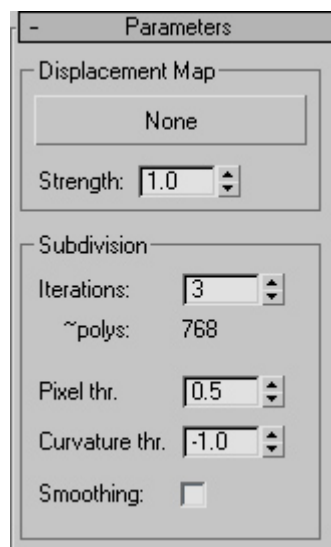 - Parameters
Displacement Map
None
Strength: 1.0
Subdivision
Iterations: 3
~polys: 768
Pixel thr. 0.5
Curvature thr. -1.0
Smoothing: